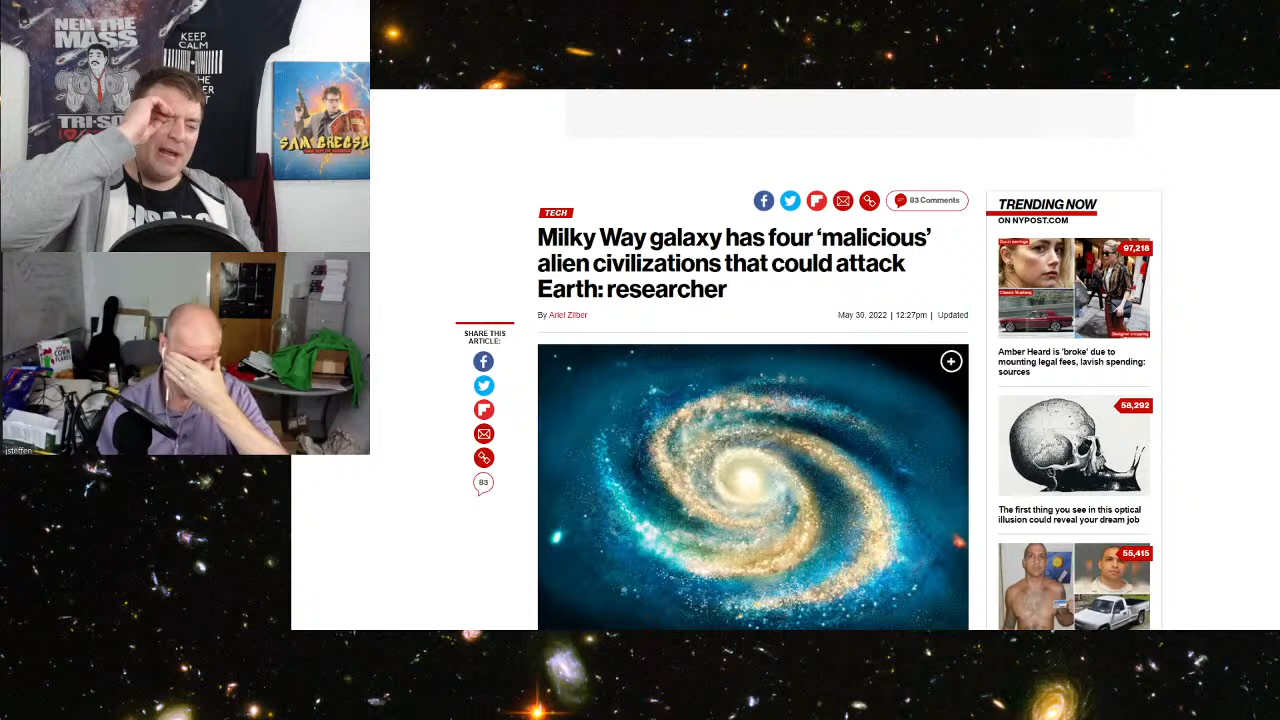 NEIL THE
MASS
TRI-SO
KEEP
CALM
SAM GREGSO
jsteffen
TECH
83 Comments
Milky Way galaxy has four ‘malicious’
alien civilizations that could attack
Earth: researcher
By Ariel Zilber
May 30, 2022 | 12:27pm | Updated
SHARE THIS
ARTICLE:
83
TRENDING NOW
ON NYPOST.COM
97,218
Amber Heard is 'broke' due to
mounting legal fees, lavish spending:
sources
58,292
The first thing you see in this optical
illusion could reveal your dream job
55,415